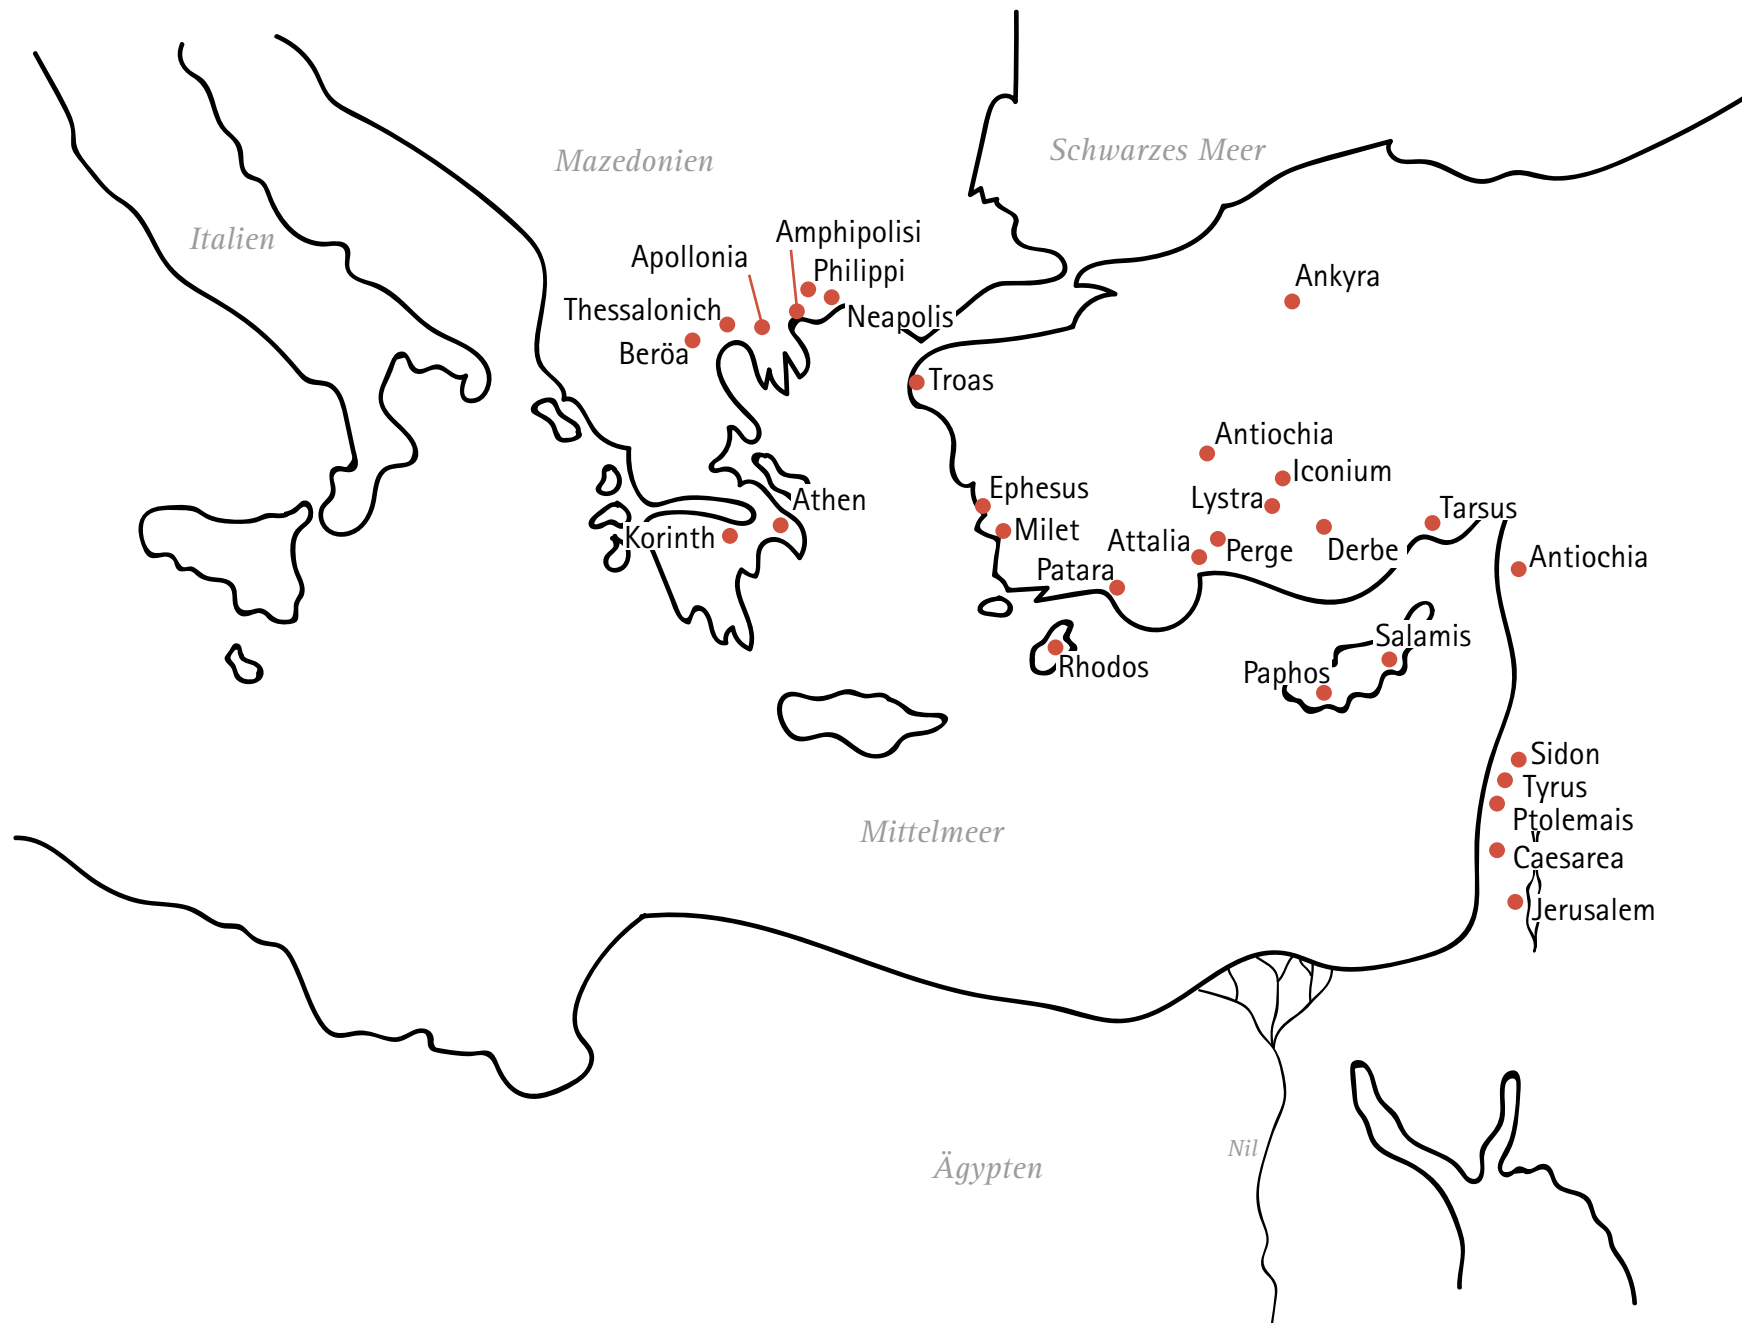 Schwarzes Meer
Mazedonien
Italien
Amphipolisi
Apollonia
Philippi
Ankyra
Thessalonich
Neapolis
Beröa
Troas
Antiochia
Iconium
Ephesus
Lystra
Athen
Tarsus
Milet
Korinth
Attalia
Perge
Derbe
Antiochia
Patara
Salamis
Rhodos
Paphos
Sidon
Tyrus
Ptolemais
Mittelmeer
Caesarea
Jerusalem
Nil
Ägypten